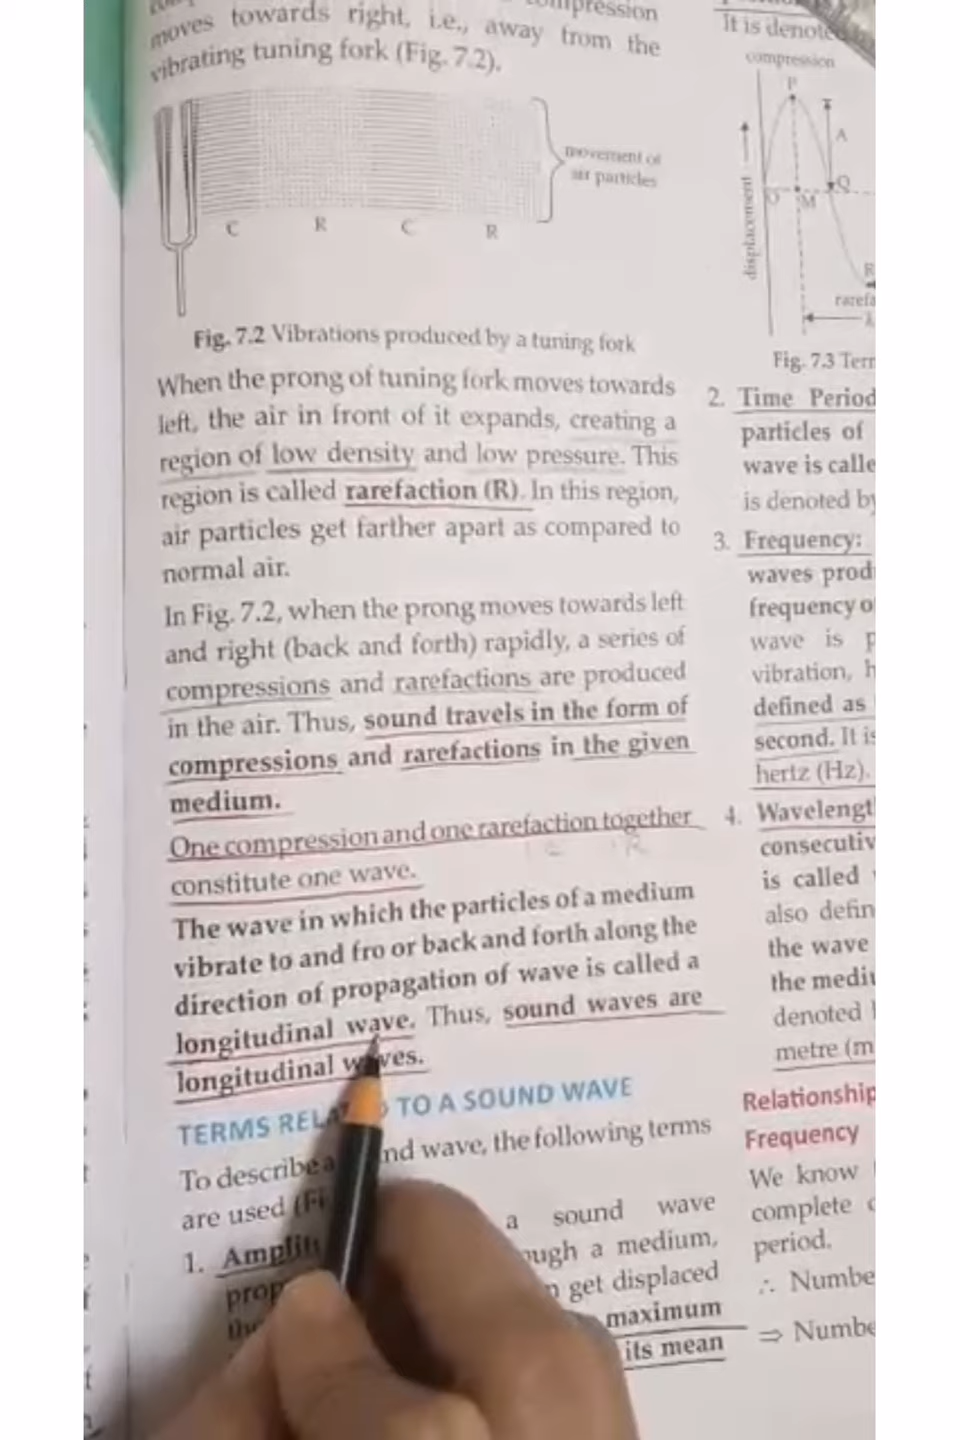 compression
moves towards right, i.e., away from the
vibrating tuning fork (Fig. 7.2).
movement of
air particles
C R C R
Fig. 7.2 Vibrations produced by a tuning fork
When the prong of tuning fork moves towards
left, the air in front of it expands, creating a
region of low density and low pressure. This
region is called rarefaction (R). In this region,
air particles get farther apart as compared to
normal air.
In Fig. 7.2, when the prong moves towards left
and right (back and forth) rapidly, a series of
compressions and rarefactions are produced
in the air. Thus, sound travels in the form of
compressions and rarefactions in the given
medium.
One compression and one rarefaction together
constitute one wave.
C R
The wave in which the particles of a medium
vibrate to and fro or back and forth along the
direction of propagation of wave is called a
longitudinal wave. Thus, sound waves are
longitudinal waves.
TERMS RELA TO A SOUND WAVE
To describe a nd wave, the following terms
are used (Fi
1. Amplit a sound wave
prop ough a medium,
the n get displaced
maximum
its mean
It is denoted
compression
P
A
displacement
O M Q
R
rarefa
λ
Fig. 7.3 Terr
2. Time Period
particles of
wave is calle
is denoted by
3. Frequency:
waves prod
frequency o
wave is p
vibration, h
defined as
second. It is
hertz (Hz).
4. Wavelengt
consecutiv
is called
also defin
the wave
the mediu
denoted
metre (m
Relationship
Frequency
We know
complete c
period.
∴ Numbe
⇒ Numbe